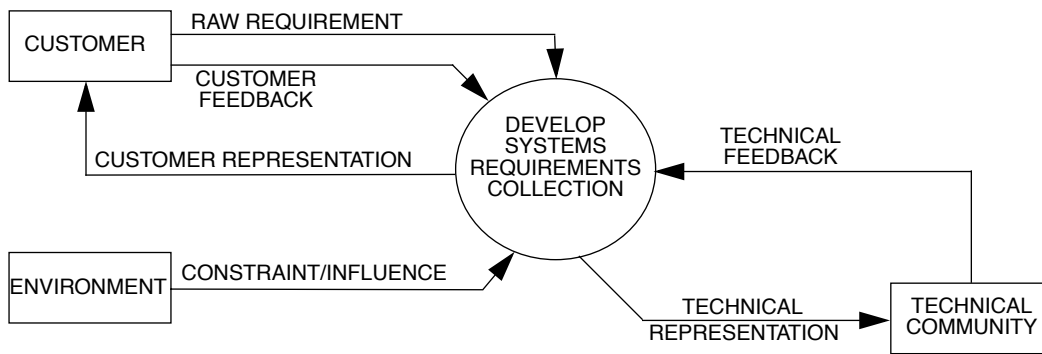 RAW REQUIREMENT
CUSTOMER
CUSTOMER
FEEDBACK
DEVELOP
SYSTEMS
REQUIREMENTS
COLLECTION
TECHNICAL
FEEDBACK
CUSTOMER REPRESENTATION
CONSTRAINT/INFLUENCE
ENVIRONMENT
TECHNICAL
REPRESENTATION
TECHNICAL
COMMUNITY